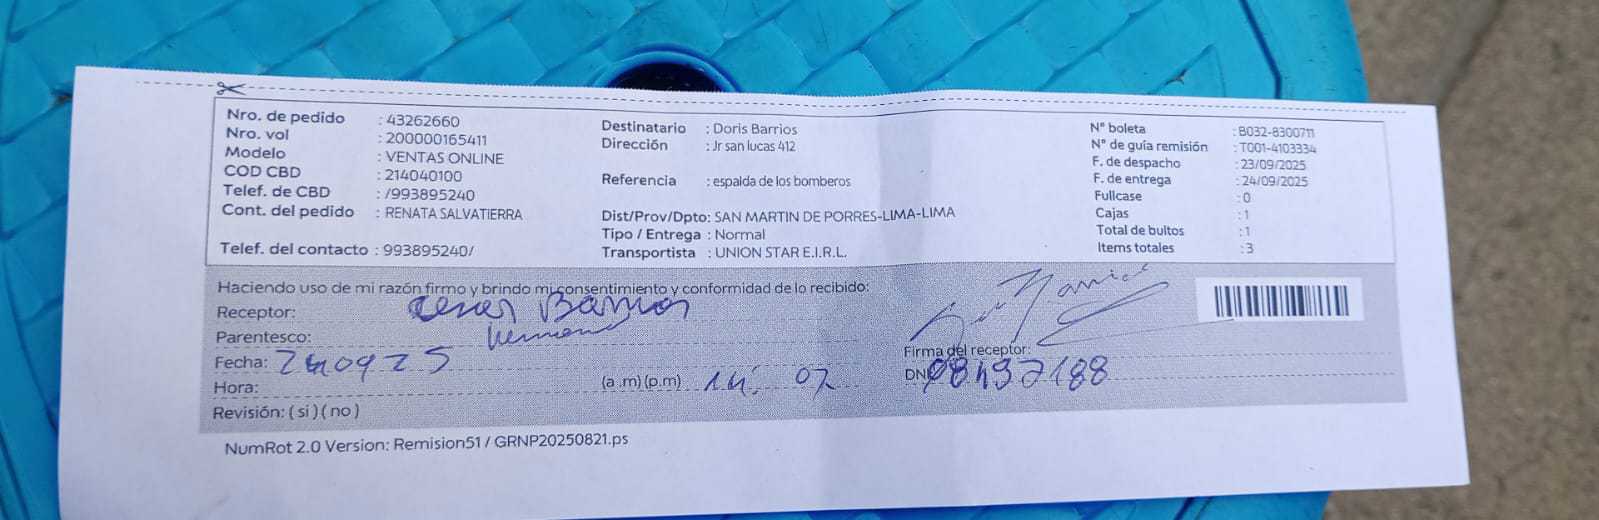 Nro. de pedido : 43262660
Nro. vol : 200000165411
Modelo : VENTAS ONLINE
COD CBD : 214040100
Telef. de CBD : /993895240
Cont. del pedido : RENATA SALVATIERRA
Telef. del contacto : 993895240/
Destinatario : Doris Barrios
Dirección : Jr san lucas 412
Referencia : espalda de los bomberos
Dist/Prov/Dpto: SAN MARTIN DE PORRES-LIMA-LIMA
Tipo / Entrega : Normal
Transportista : UNION STAR E.I.R.L.
N° boleta : B032-8300711
N° de guía remisión : T001-4103334
F. de despacho : 23/09/2025
F. de entrega : 24/09/2025
Fullcase : 0
Cajas : 1
Total de bultos : 1
Items totales : 3
Haciendo uso de mi razón firmo y brindo mi consentimiento y conformidad de lo recibido:
Receptor: Cesar Barrios
Parentesco: hermano
Fecha: 240925
Hora: (a .m) (p.m) 14: 07
Revisión: ( si ) ( no )
Firma del receptor:
DNI
NumRot 2.0 Version: Remision51 / GRNP20250821.ps